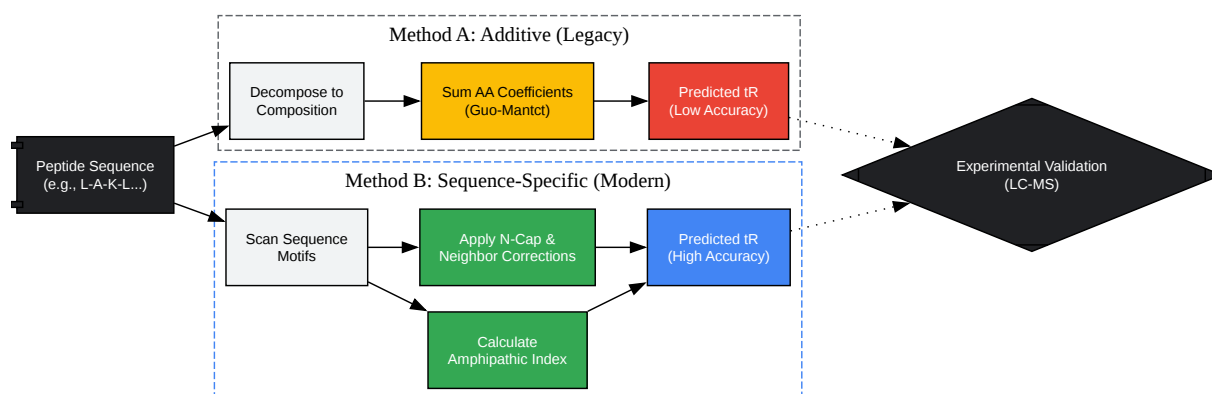 Method A: Additive (Legacy)
Decompose to
Composition
Sum AA Coefficients
(Guo-Mantct)
Predicted tR
(Low Accuracy)
Peptide Sequence
(e.g., L-A-K-L...)
Experimental Validation
(LC-MS)
Method B: Sequence-Specific (Modern)
Scan Sequence
Motifs
Apply N-Cap &
Neighbor Corrections
Predicted tR
(High Accuracy)
Calculate
Amphipathic Index